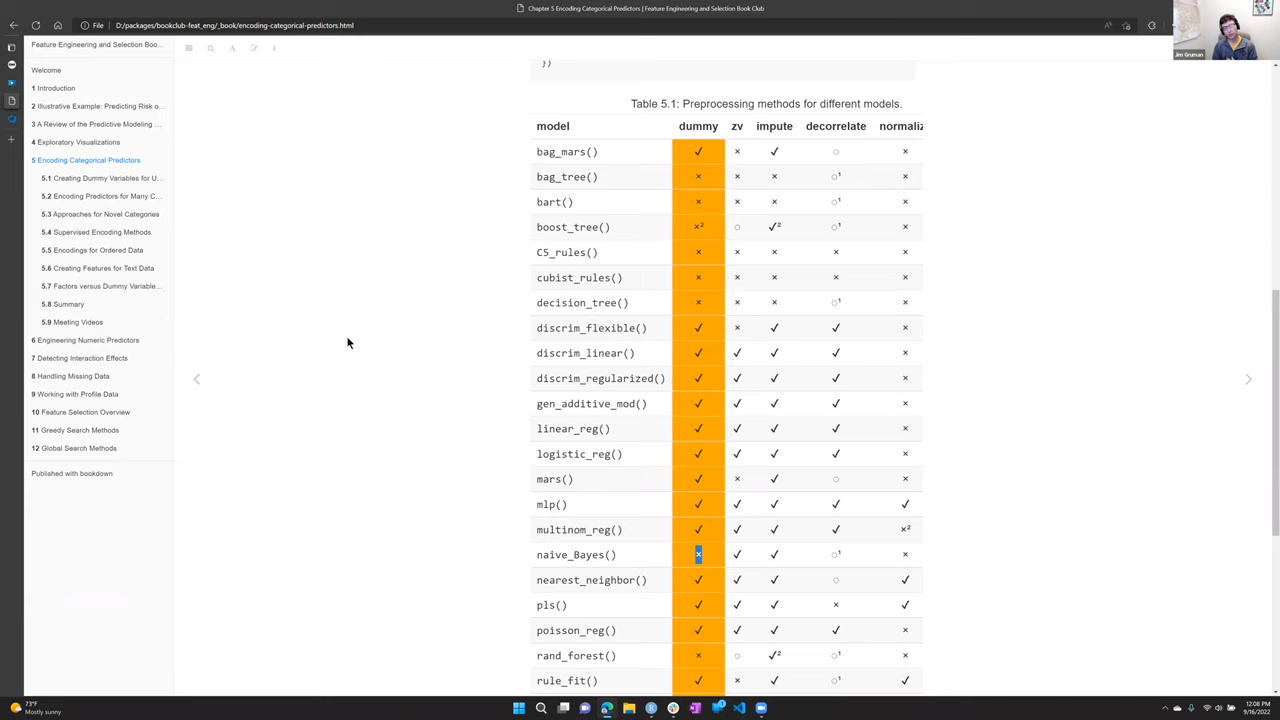 Chapter 5 Encoding Categorical Predictors | Feature Engineering and Selection Book Club
File D:/packages/bookclub-feat_eng/_book/encoding-categorical-predictors.html
Jim Gruman
Feature Engineering and Selection Boo...
Welcome
1 Introduction
2 Illustrative Example: Predicting Risk o...
3 A Review of the Predictive Modeling ...
4 Exploratory Visualizations
5 Encoding Categorical Predictors
5.1 Creating Dummy Variables for U...
5.2 Encoding Predictors for Many C...
5.3 Approaches for Novel Categories
5.4 Supervised Encoding Methods
5.5 Encodings for Ordered Data
5.6 Creating Features for Text Data
5.7 Factors versus Dummy Variable...
5.8 Summary
5.9 Meeting Videos
6 Engineering Numeric Predictors
7 Detecting Interaction Effects
8 Handling Missing Data
9 Working with Profile Data
10 Feature Selection Overview
11 Greedy Search Methods
12 Global Search Methods
Published with bookdown
})
Table 5.1: Preprocessing methods for different models.
model dummy zv impute decorrelate normaliz
bag_mars() ✓ × ✓ ○ ×
bag_tree() × × × ○¹ ×
bart() × × × ○¹ ×
boost_tree() ×² ○ ✓² ○¹ ×
C5_rules() × × × × ×
cubist_rules() × × × × ×
decision_tree() × × × ○¹ ×
discrim_flexible() ✓ × ✓ ✓ ×
discrim_linear() ✓ ✓ ✓ ✓ ×
discrim_regularized() ✓ ✓ ✓ ✓ ×
gen_additive_mod() ✓ ✓ ✓ ✓ ×
linear_reg() ✓ ✓ ✓ ✓ ×
logistic_reg() ✓ ✓ ✓ ✓ ×
mars() ✓ × ✓ ○ ×
mlp() ✓ ✓ ✓ ✓ ✓
multinom_reg() ✓ ✓ ✓ ✓ ×²
naive_Bayes() × ✓ ✓ ○¹ ×
nearest_neighbor() ✓ ✓ ✓ ○ ✓
pls() ✓ ✓ ✓ × ✓
poisson_reg() ✓ ✓ ✓ ✓ ×
rand_forest() × ○ ✓² ○¹ ×
rule_fit() ✓ × ✓ ○¹ ✓
73°F
Mostly sunny
12:08 PM
9/16/2022